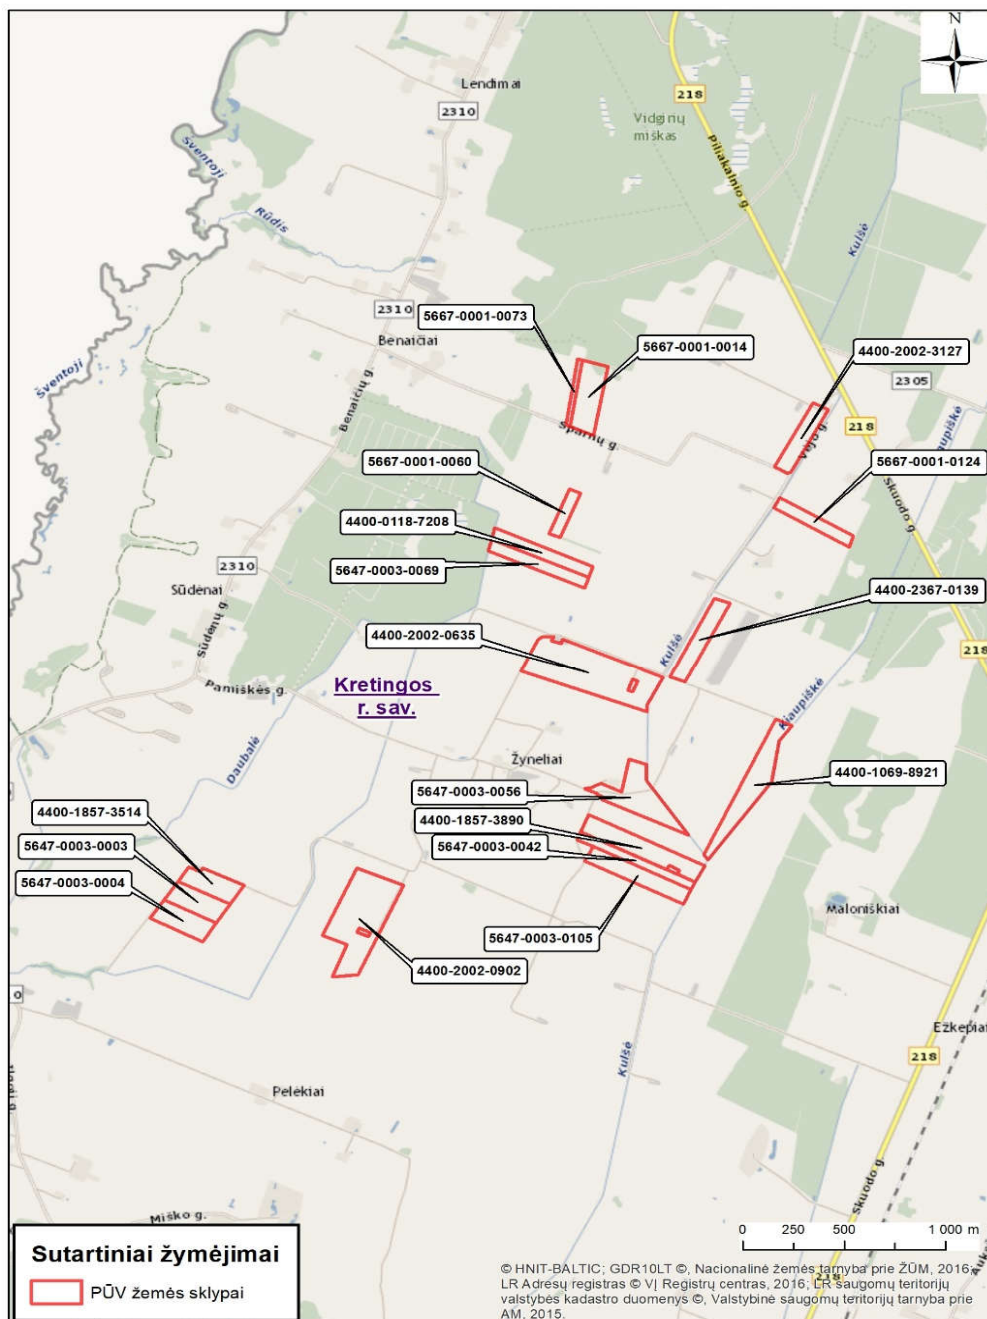 N
Lendimai
2310
218
218
Vidgirių
miškas
Piliakalnio g.
Šventoji
Rūdis
Kulšė
2310
5667-0001-0073
Benaičiai
5667-0001-0014
4400-2002-3127
2305
Šventoji
Benaičių g.
Sparnų g.
Vėjo g.
218
5667-0001-0060
5667-0001-0124
4400-0118-7208
Skuodo g.
5647-0003-0069
2310
Sūdėnai
4400-2367-0139
Sūdėnų g.
4400-2002-0635
Kulšė
218
Pamiškės g.
Kretingos
r. sav.
Kiaupiškė
Daubalė
Žyneliai
4400-1069-8921
5647-0003-0056
4400-1857-3514
4400-1857-3890
5647-0003-0003
5647-0003-0042
5647-0003-0004
Maloniškiai
5647-0003-0105
4400-2002-0902
Ežkepiai
218
Kulšė
Pelėkiai
Skuodo g.
Miško g.
0 250 500 1 000 m
Sutartiniai žymėjimai
PŪV žemės sklypai
218
© HNIT-BALTIC; GDR10LT ©, Nacionalinė žemės tarnyba prie ŽŪM, 2016;
LR Adresų registras © VĮ Registrų centras, 2016; LR saugomų teritorijų
valstybės kadastro duomenys ©, Valstybinė saugomų teritorijų tarnyba prie
AM, 2015.